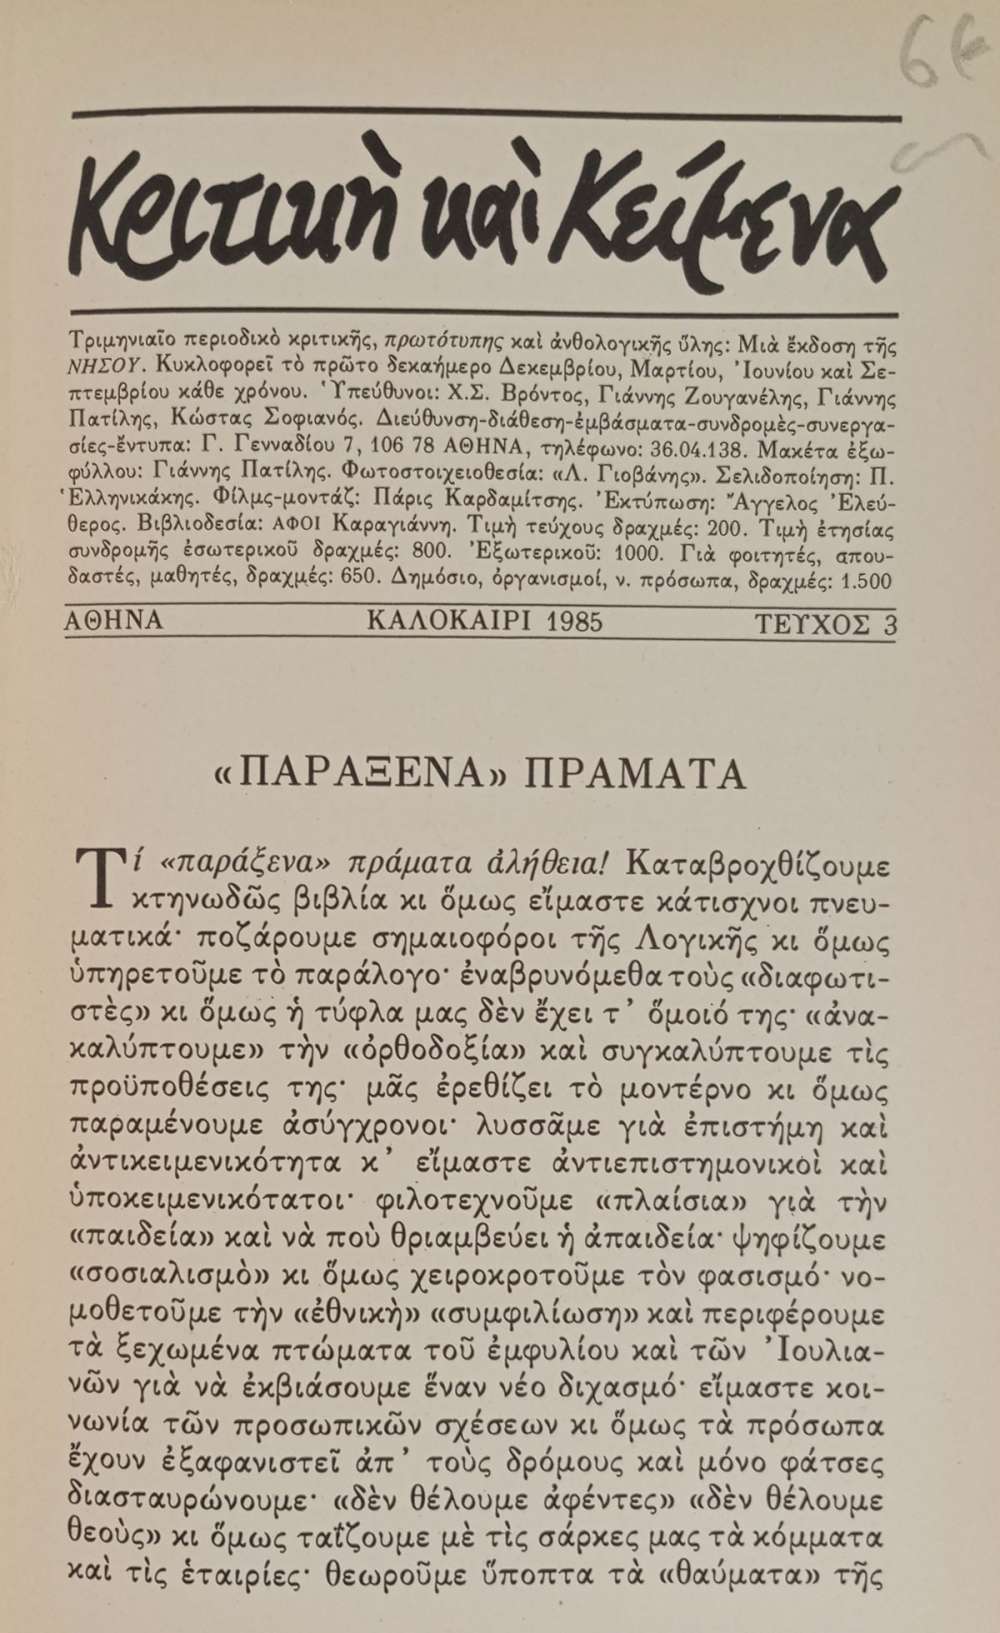 6€
Κριτικὴ καὶ Κείμενα
Τριμηνιαῖο περιοδικὸ κριτικῆς, πρωτότυπης καὶ ἀνθολογικῆς ὕλης: Μιὰ ἔκδοση τῆς
ΝΗΣΟΥ. Κυκλοφορεῖ τὸ πρῶτο δεκαήμερο Δεκεμβρίου, Μαρτίου, Ἰουνίου καὶ Σε-
πτεμβρίου κάθε χρόνου. Ὑπεύθυνοι: Χ.Σ. Βρόντος, Γιάννης Ζουγανέλης, Γιάννης
Πατίλης, Κώστας Σοφιανός. Διεύθυνση-διάθεση-ἐμβάσματα-συνδρομὲς-συνεργα-
σίες-ἔντυπα: Γ. Γενναδίου 7, 106 78 ΑΘΗΝΑ, τηλέφωνο: 36.04.138. Μακέτα ἐξω-
φύλλου: Γιάννης Πατίλης. Φωτοστοιχειοθεσία: «Λ. Γιοβάνης». Σελιδοποίηση: Π.
Ἑλληνικάκης. Φίλμς-μοντάζ: Πάρις Καρδαμίτσης. Ἐκτύπωση: Ἄγγελος Ἐλεύ-
θερος. Βιβλιοδεσία: ΑΦΟΙ Καραγιάννη. Τιμὴ τεύχους δραχμές: 200. Τιμὴ ἐτησίας
συνδρομῆς ἐσωτερικοῦ δραχμές: 800. Ἐξωτερικοῦ: 1000. Γιὰ φοιτητές, σπου-
δαστές, μαθητές, δραχμές: 650. Δημόσιο, ὀργανισμοί, ν. πρόσωπα, δραχμές: 1.500
ΑΘΗΝΑ ΚΑΛΟΚΑΙΡΙ 1985 ΤΕΥΧΟΣ 3
«ΠΑΡΑΞΕΝΑ» ΠΡΑΜΑΤΑ
Τί «παράξενα» πράματα ἀλήθεια! Καταβροχθίζουμε
κτηνωδῶς βιβλία κι ὅμως εἴμαστε κάτισχνοι πνευ-
ματικά· ποζάρουμε σημαιοφόροι τῆς Λογικῆς κι ὅμως
ὑπηρετοῦμε τὸ παράλογο· ἐναβρυνόμεθα τοὺς «διαφωτι-
στὲς» κι ὅμως ἡ τύφλα μας δὲν ἔχει τ' ὅμοιό της· «ἀνα-
καλύπτουμε» τὴν «ὀρθοδοξία» καὶ συγκαλύπτουμε τὶς
προϋποθέσεις της· μᾶς ἐρεθίζει τὸ μοντέρνο κι ὅμως
παραμένουμε ἀσύγχρονοι· λυσσᾶμε γιὰ ἐπιστήμη καὶ
ἀντικειμενικότητα κ' εἴμαστε ἀντιεπιστημονικοὶ καὶ
ὑποκειμενικότατοι· φιλοτεχνοῦμε «πλαίσια» γιὰ τὴν
«παιδεία» καὶ νὰ ποὺ θριαμβεύει ἡ ἀπαιδεία· ψηφίζουμε
«σοσιαλισμὸ» κι ὅμως χειροκροτοῦμε τὸν φασισμό· νο-
μοθετοῦμε τὴν «ἐθνικὴ» «συμφιλίωση» καὶ περιφέρουμε
τὰ ξεχωμένα πτώματα τοῦ ἐμφυλίου καὶ τῶν Ἰουλια-
νῶν γιὰ νὰ ἐκβιάσουμε ἕναν νέο διχασμό· εἴμαστε κοι-
νωνία τῶν προσωπικῶν σχέσεων κι ὅμως τὰ πρόσωπα
ἔχουν ἐξαφανιστεῖ ἀπ' τοὺς δρόμους καὶ μόνο φάτσες
διασταυρώνουμε· «δὲν θέλουμε ἀφέντες» «δὲν θέλουμε
θεοὺς» κι ὅμως ταΐζουμε μὲ τὶς σάρκες μας τὰ κόμματα
καὶ τὶς ἑταιρίες· θεωροῦμε ὕποπτα τὰ «θαύματα» τῆς